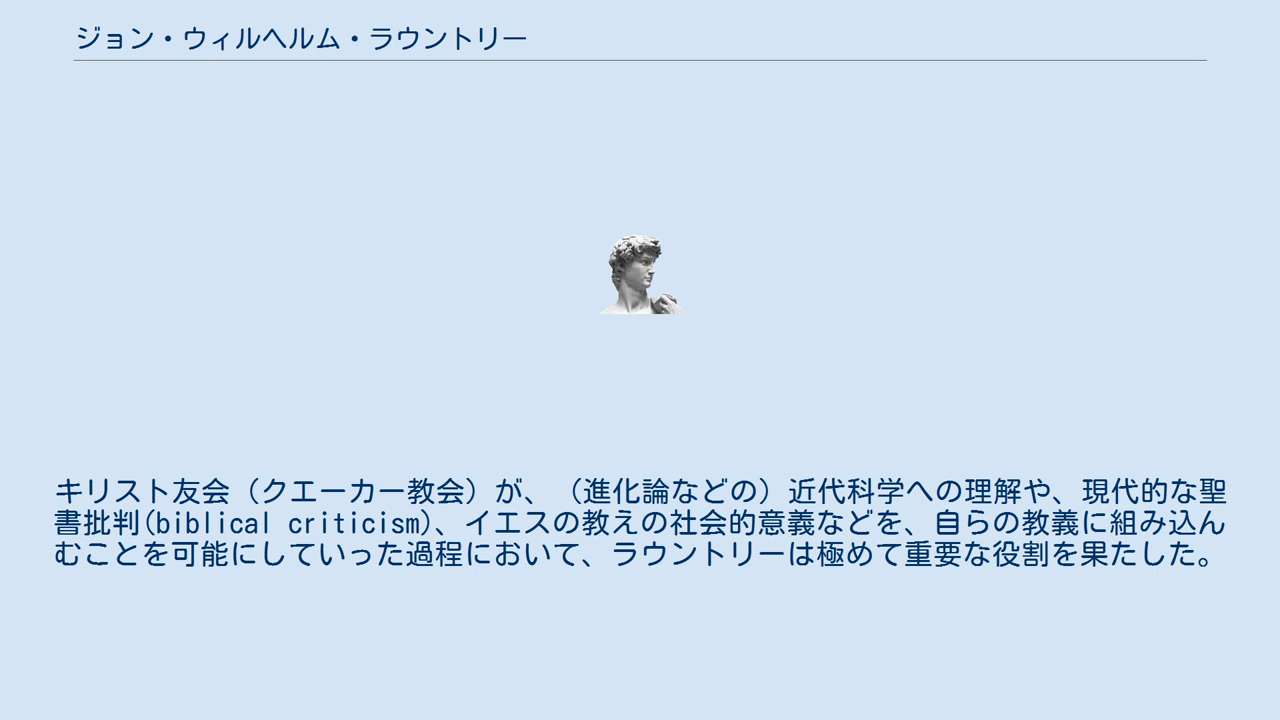 ジョン・ウィルヘルム・ラウントリー
キリスト友会（クエーカー教会）が、（進化論などの）近代科学への理解や、現代的な聖
書批判(biblical criticism)、イエスの教えの社会的意義などを、自らの教義に組み込ん
むことを可能にしていった過程において、ラウントリーは極めて重要な役割を果たした。